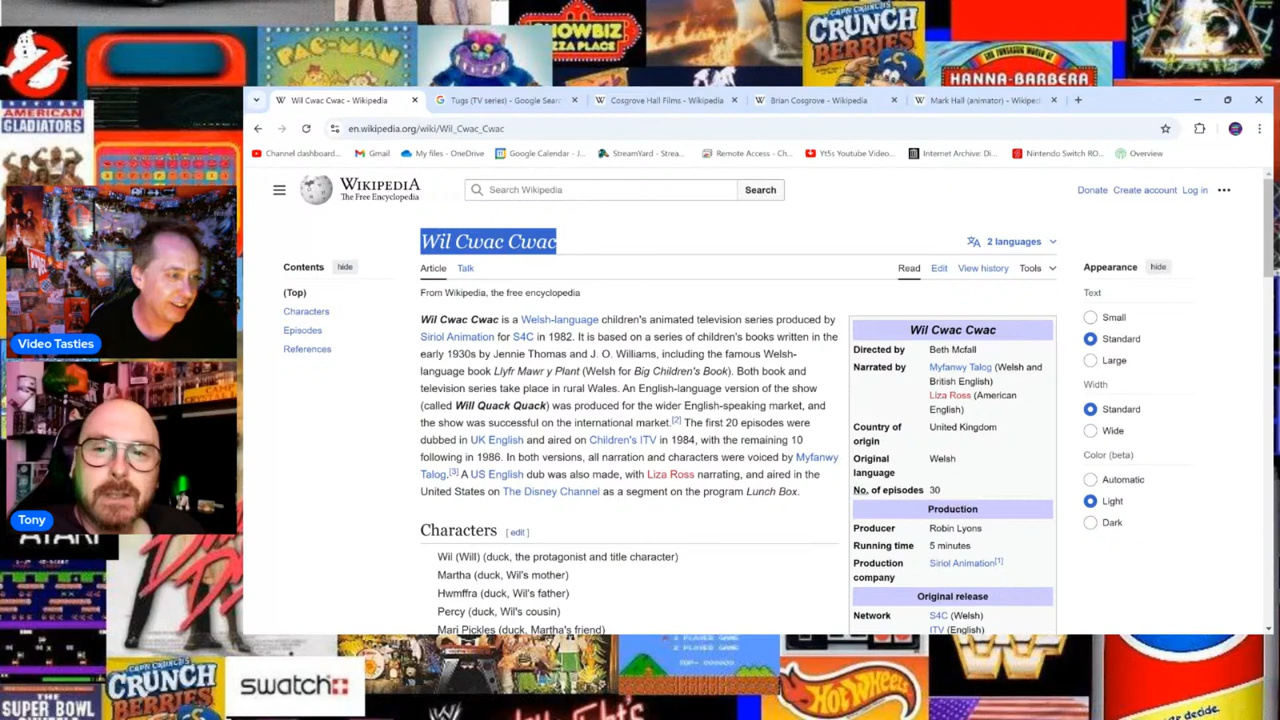 SHOWBIZ
PIZZA PLACE
CRUNCH
BERRIES
PAC-MAN
THE FUNTASTIC WORLD OF
HANNA-BARBERA
AMERICAN
GLADIATORS
Wil Cwac Cwac - Wikipedia
Tugs (TV series) - Google Sear
Cosgrove Hall Films - Wikipedia
Brian Cosgrove - Wikipedia
Mark Hall (animator) - Wikiped
en.wikipedia.org/wiki/Wil_Cwac_Cwac
Channel dashboard...
Gmail
My files - OneDrive
Google Calendar - J...
StreamYard - Strea...
Remote Access - Ch...
Yt5s Youtube Video...
Internet Archive: Di...
Nintendo Switch RO...
Overview
WIKIPEDIA
The Free Encyclopedia
Search Wikipedia
Search
Donate Create account Log in
Wil Cwac Cwac
2 languages
Contents hide
(Top)
Characters
Episodes
References
Article Talk
Read Edit View history Tools
From Wikipedia, the free encyclopedia
Wil Cwac Cwac is a Welsh-language children's animated television series produced by
Siriol Animation for S4C in 1982. It is based on a series of children's books written in the
early 1930s by Jennie Thomas and J. O. Williams, including the famous Welsh-
language book Llyfr Mawr y Plant (Welsh for Big Children's Book). Both book and
television series take place in rural Wales. An English-language version of the show
(called Will Quack Quack) was produced for the wider English-speaking market, and
the show was successful on the international market.[2] The first 20 episodes were
dubbed in UK English and aired on Children's ITV in 1984, with the remaining 10
following in 1986. In both versions, all narration and characters were voiced by Myfanwy
Talog.[3] A US English dub was also made, with Liza Ross narrating, and aired in the
United States on The Disney Channel as a segment on the program Lunch Box.
Characters [ edit ]
Wil (Will) (duck, the protagonist and title character)
Martha (duck, Wil's mother)
Hwmffra (duck, Wil's father)
Percy (duck, Wil's cousin)
Mari Pickles (duck, Martha's friend)
Wil Cwac Cwac
Directed by Beth Mcfall
Narrated by Myfanwy Talog (Welsh and
British English)
Liza Ross (American
English)
Country of United Kingdom
origin
Original Welsh
language
No. of episodes 30
Production
Producer Robin Lyons
Running time 5 minutes
Production Siriol Animation[1]
company
Original release
Network S4C (Welsh)
ITV (English)
Appearance hide
Text
Small
Standard
Large
Width
Standard
Wide
Color (beta)
Automatic
Light
Dark
Video Tasties
Tony
ATARI
CRUNCH
BERRIES
THE
SUPER BOWL
swatch
HOT WHEELS
decide.